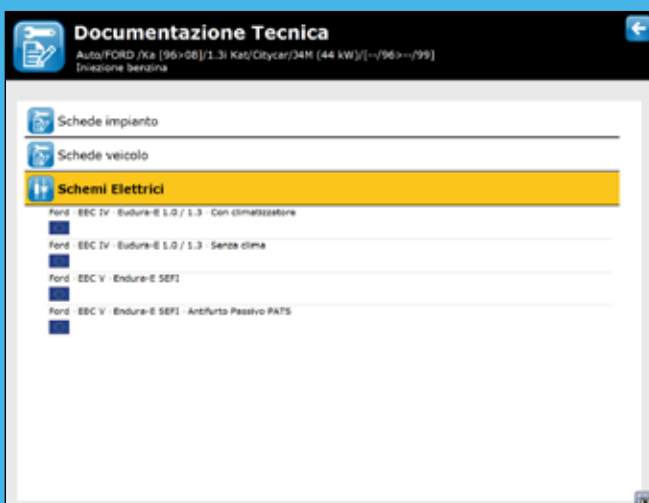 Documentazione Tecnica
Auto/FORD /Ka [96>08]/1.3i Kat/Citycar/J4M (44 kW)/[--/96>--/99]
Iniezione benzina
Schede impianto
Schede veicolo
Schemi Elettrici
Ford - EEC IV - Eudura-E 1.0 / 1.3 - Con climatizzatore
Ford - EEC IV - Eudura-E 1.0 / 1.3 - Senza clima
Ford - EEC V - Endura-E SEFI
Ford - EEC V - Endura-E SEFI - Antifurto Passivo PATS